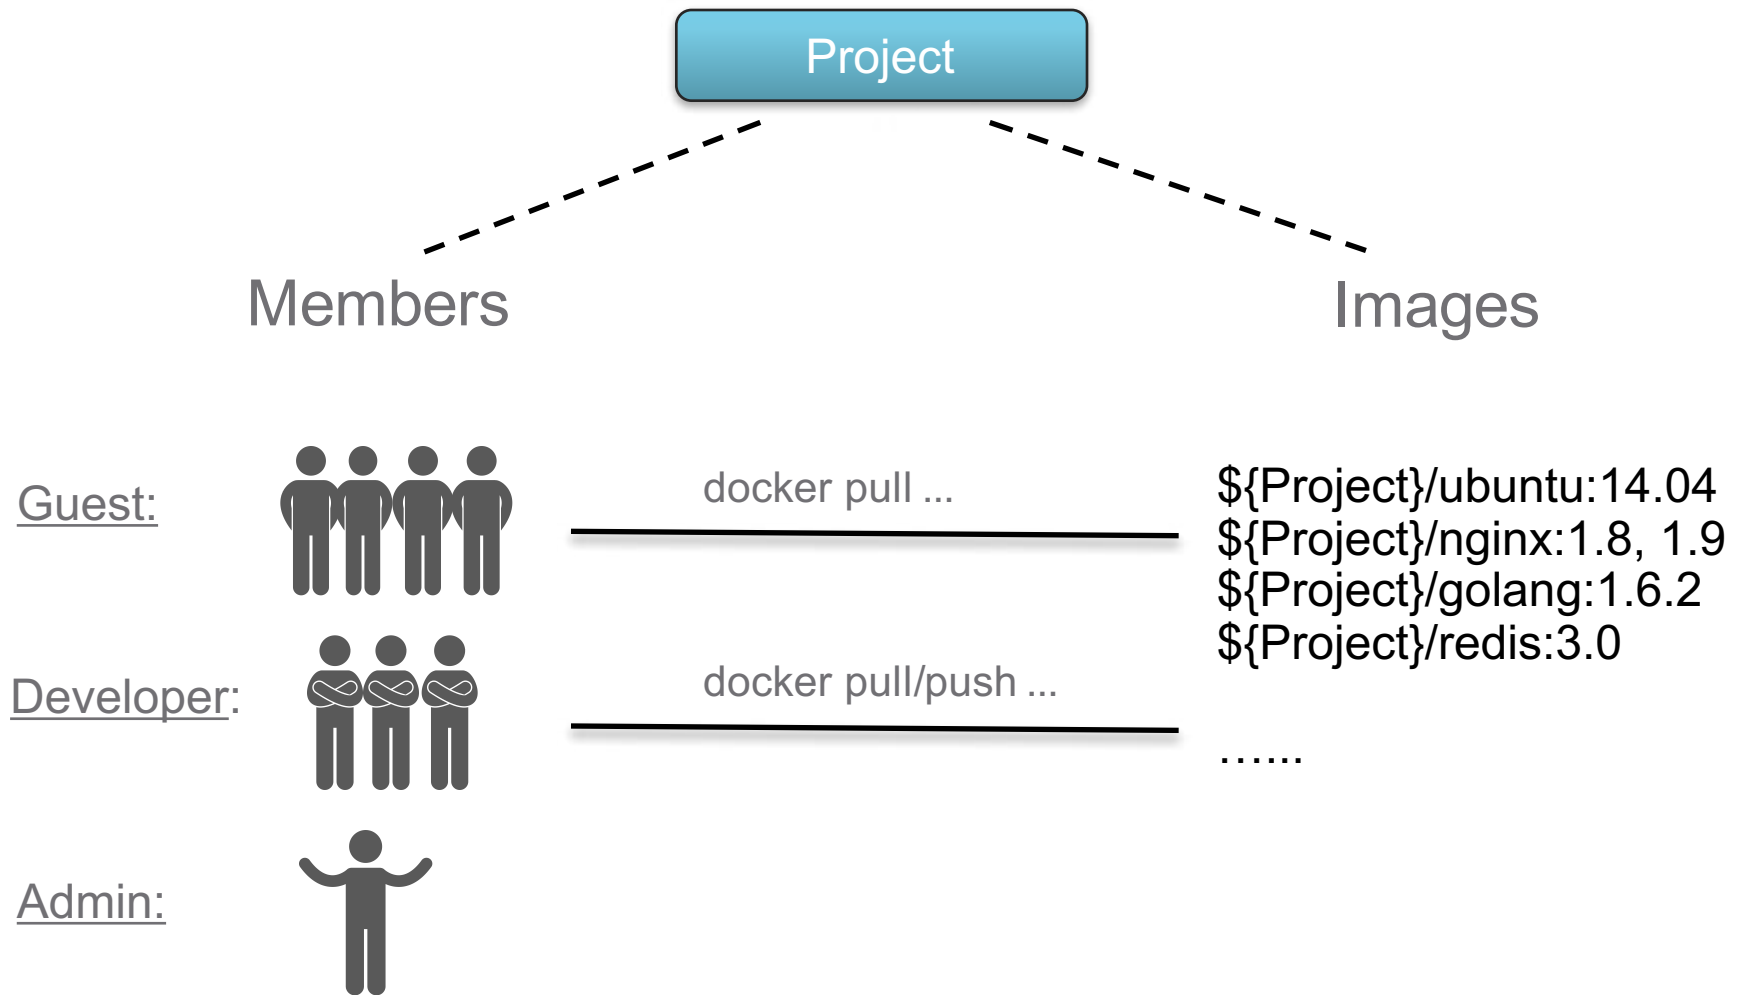 Project
Members
Images
Guest:
docker pull ...
${Project}/ubuntu:14.04
${Project}/nginx:1.8, 1.9
${Project}/golang:1.6.2
${Project}/redis:3.0
Developer:
docker pull/push ...
…...
Admin: